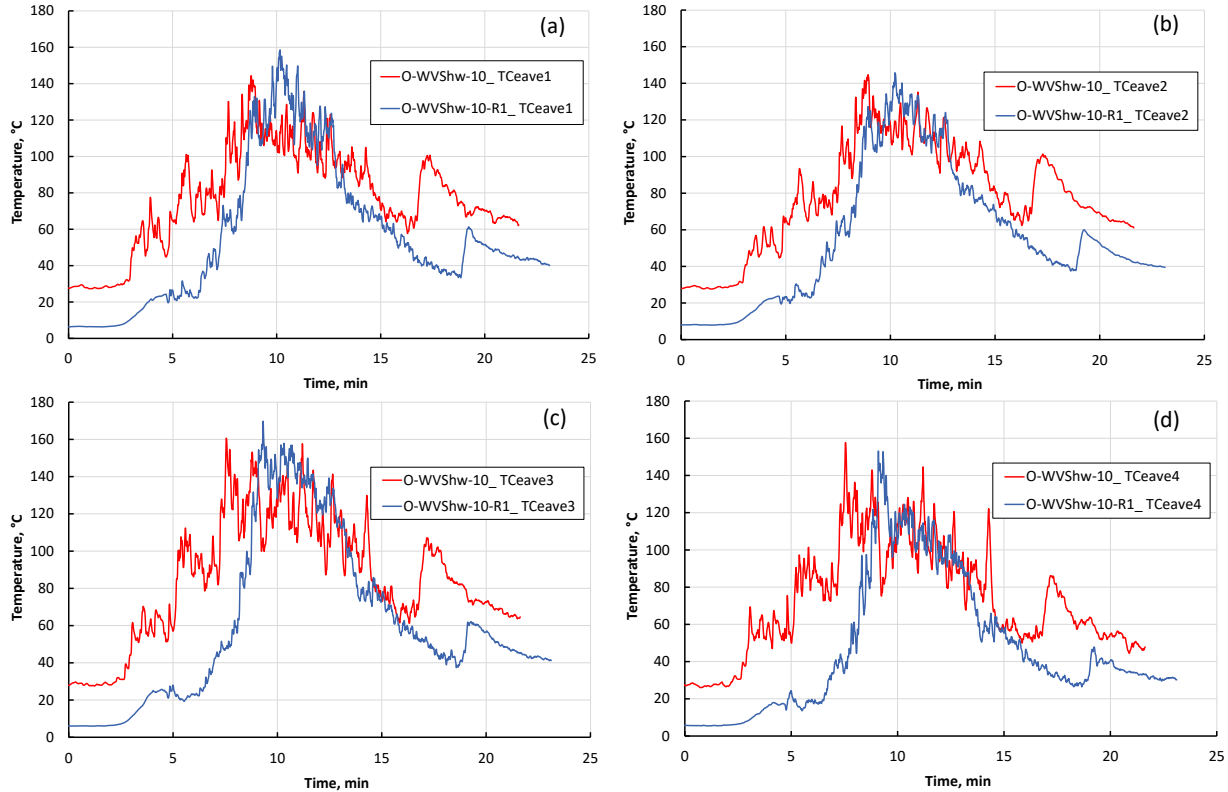 180
(a)
160
140
O-WVShw-10_ TCeave1
O-WVShw-10-R1_ TCeave1
120
100
80
60
40
20
0
Temperature, °C
0 5 10 15 20 25
Time, min
180
(b)
160
140
O-WVShw-10_ TCeave2
O-WVShw-10-R1_ TCeave2
120
100
80
60
40
20
0
Temperature, °C
0 5 10 15 20 25
Time, min
180
(c)
160
140
O-WVShw-10_ TCeave3
O-WVShw-10-R1_ TCeave3
120
100
80
60
40
20
0
Temperature, °C
0 5 10 15 20 25
Time, min
180
(d)
160
140
O-WVShw-10_ TCeave4
O-WVShw-10-R1_ TCeave4
120
100
80
60
40
20
0
Temperature, °C
0 5 10 15 20 25
Time, min